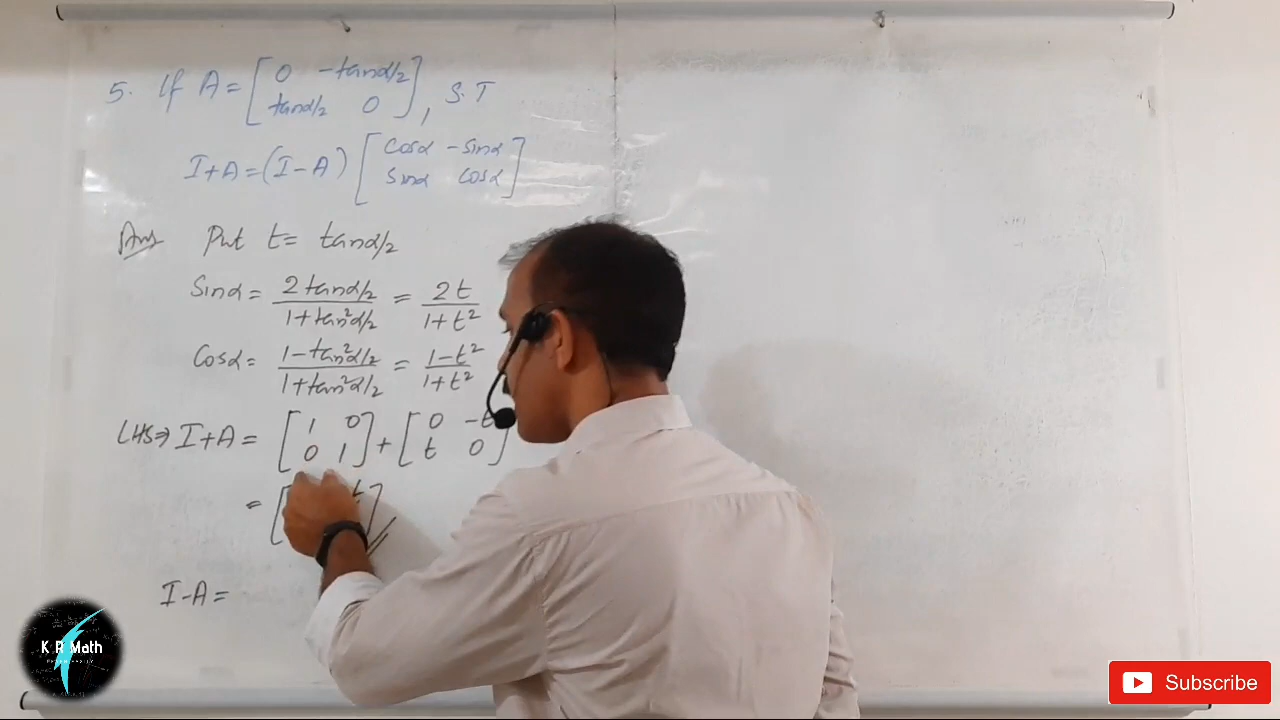 5. If A = [ 0 -tanα/2
tanα/2 0 ], S.T
I+A = (I-A) [ Cosα -Sinα
Sinα Cosα ]
Ans Put t = tanα/2
Sinα = 2tanα/2 / 1+tan²α/2 = 2t / 1+t²
Cosα = 1-tan²α/2 / 1+tan²α/2 = 1-t² / 1+t²
LHS⇒ I+A = [ 1 0
0 1 ] + [ 0 -t
t 0 ]
= [ t ]
I-A =
K R Math
Subscribe